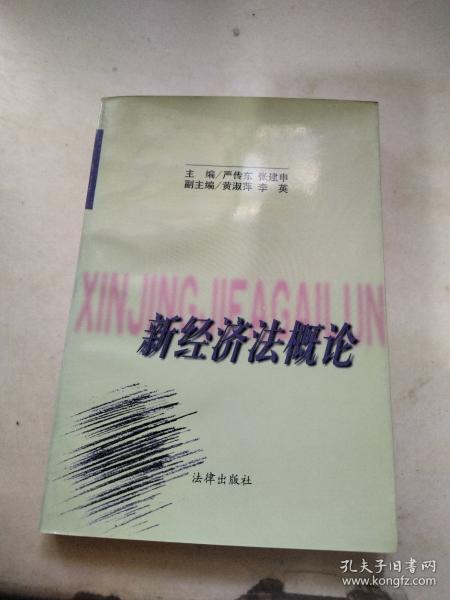 主 编/严传东 张建申
副主编/黄淑萍 李 英
XINJINGJIFAGAILUN
新经济法概论
法律出版社
孔夫子旧书网
www.kongfz.com